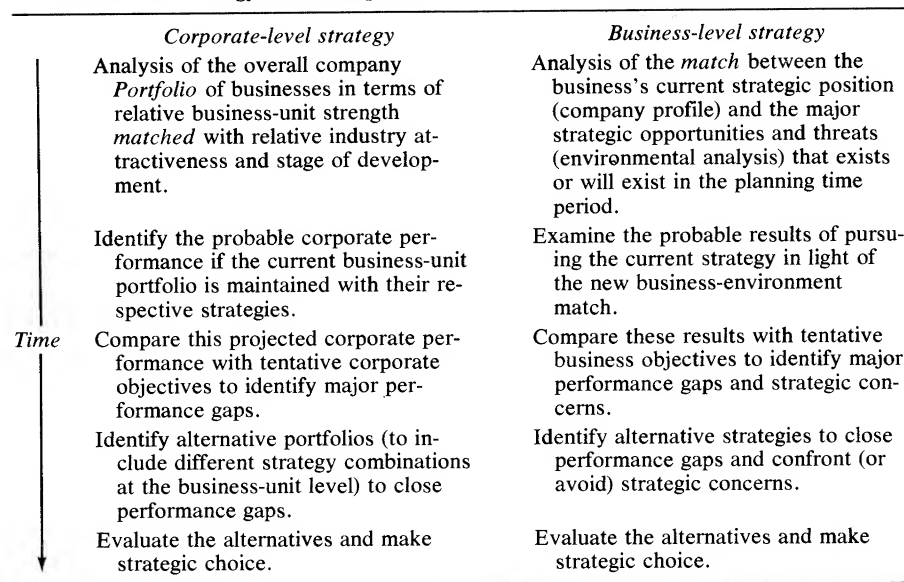 Corporate-level strategy
Analysis of the overall company
Portfolio of businesses in terms of
relative business-unit strength
matched with relative industry at-
tractiveness and stage of develop-
ment.
Identify the probable corporate per-
formance if the current business-unit
portfolio is maintained with their re-
spective strategies.
Time
Compare this projected corporate per-
formance with tentative corporate
objectives to identify major per-
formance gaps.
Identify alternative portfolios (to in-
clude different strategy combinations
at the business-unit level) to close
performance gaps.
Evaluate the alternatives and make
strategic choice.
Business-level strategy
Analysis of the match between the
business's current strategic position
(company profile) and the major
strategic opportunities and threats
(environmental analysis) that exists
or will exist in the planning time
period.
Examine the probable results of pursu-
ing the current strategy in light of
the new business-environment
match.
Compare these results with tentative
business objectives to identify major
performance gaps and strategic con-
cerns.
Identify alternative strategies to close
performance gaps and confront (or
avoid) strategic concerns.
Evaluate the alternatives and make
strategic choice.